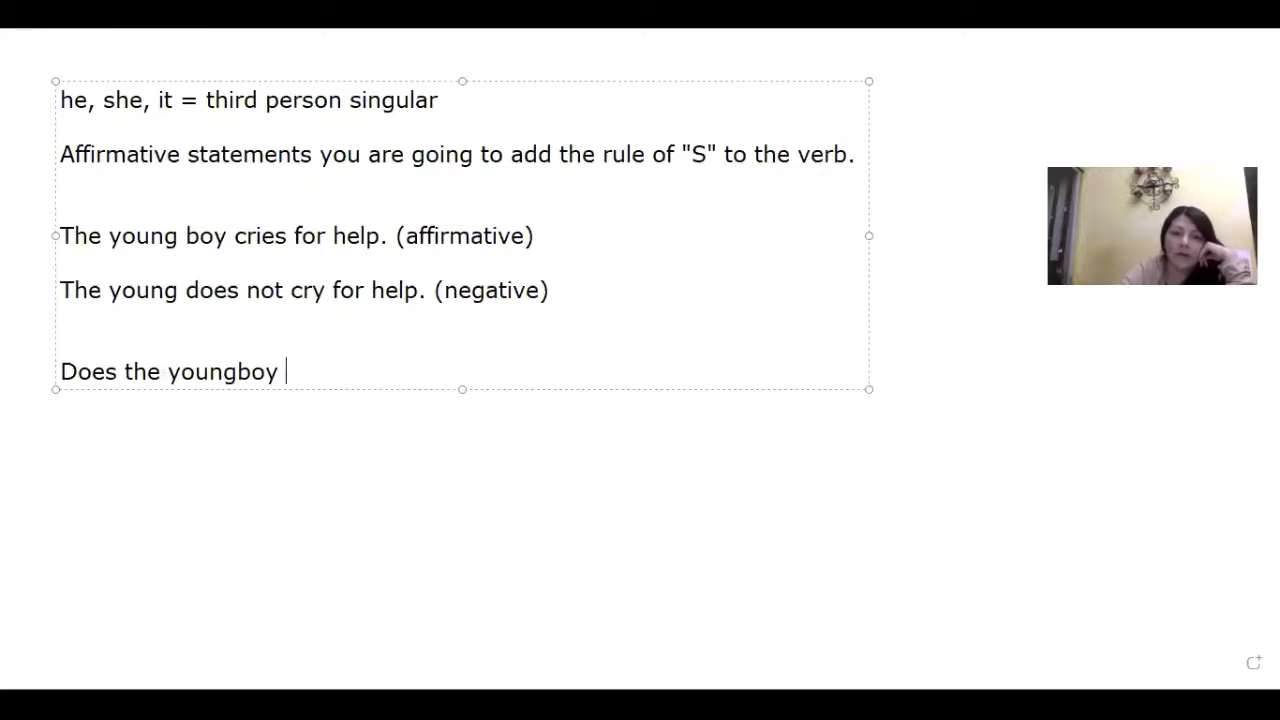 he, she, it = third person singular
Affirmative statements you are going to add the rule of "S" to the verb.
The young boy cries for help. (affirmative)
The young does not cry for help. (negative)
Does the youngboy